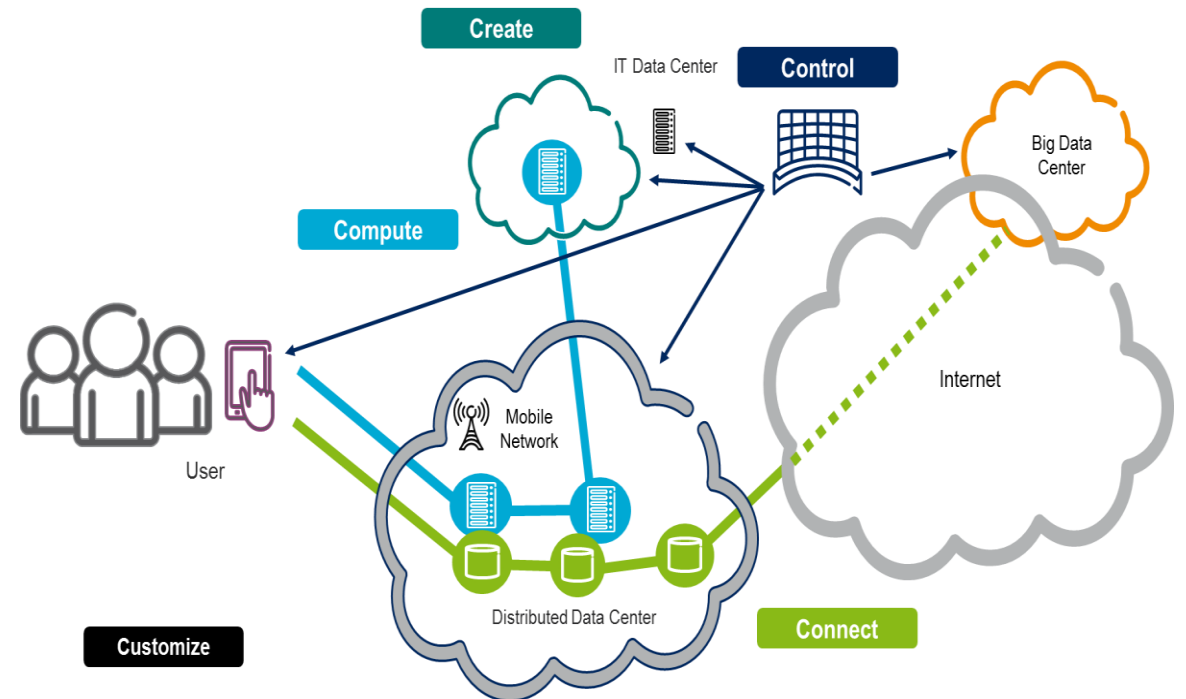 Create
IT Data Center
Control
Big Data
Center
Compute
Internet
Mobile
Network
User
Distributed Data Center
Connect
Customize